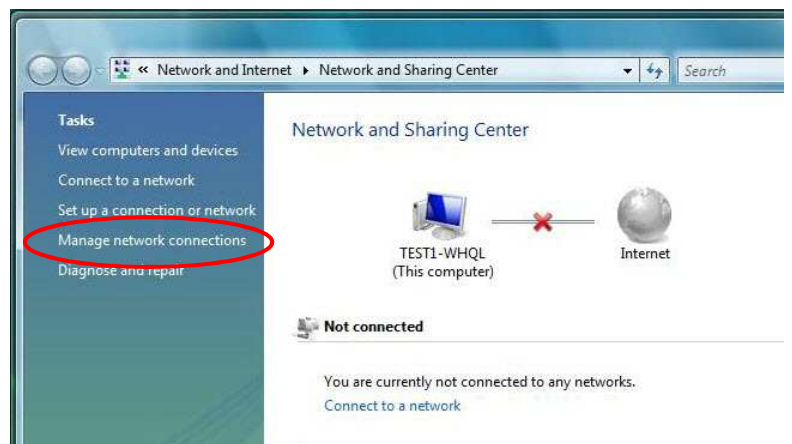 « Network and Internet ▸ Network and Sharing Center
Search
Tasks
View computers and devices
Connect to a network
Set up a connection or network
Manage network connections
Diagnose and repair
Network and Sharing Center
TEST1-WHQL
(This computer)
Internet
Not connected
You are currently not connected to any networks.
Connect to a network